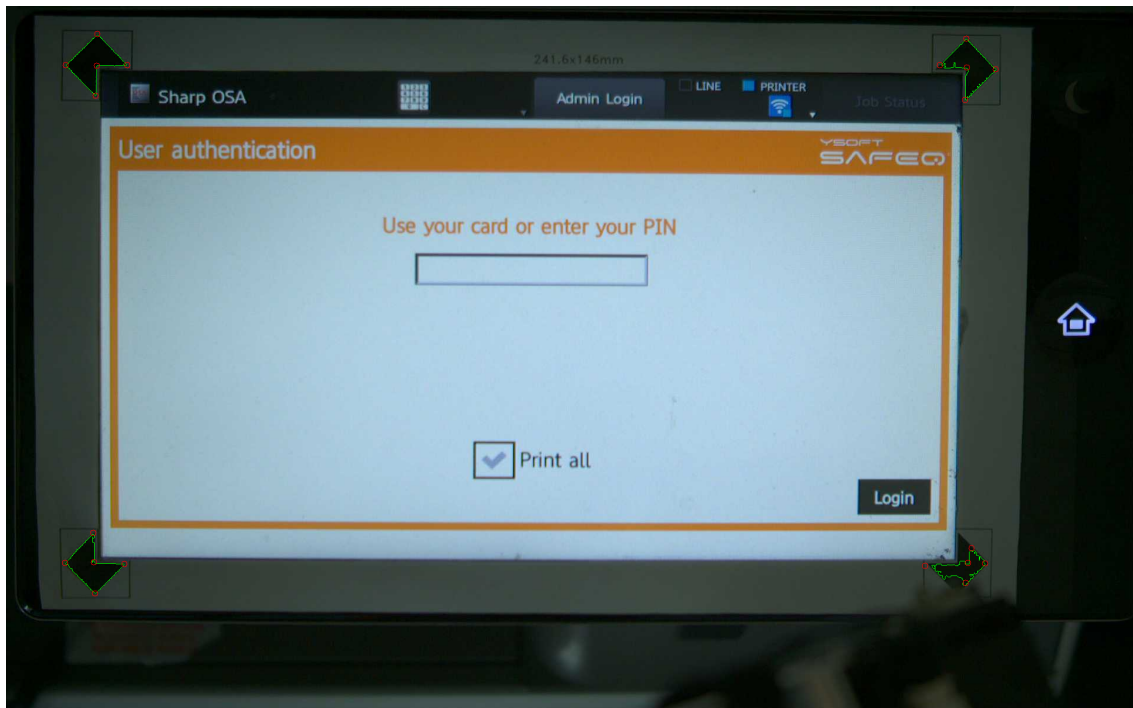 241.6x146mm
Sharp OSA
Admin Login
LINE
PRINTER
Job Status
User authentication
YSOFT
SAFEQ
Use your card or enter your PIN
Print all
Login